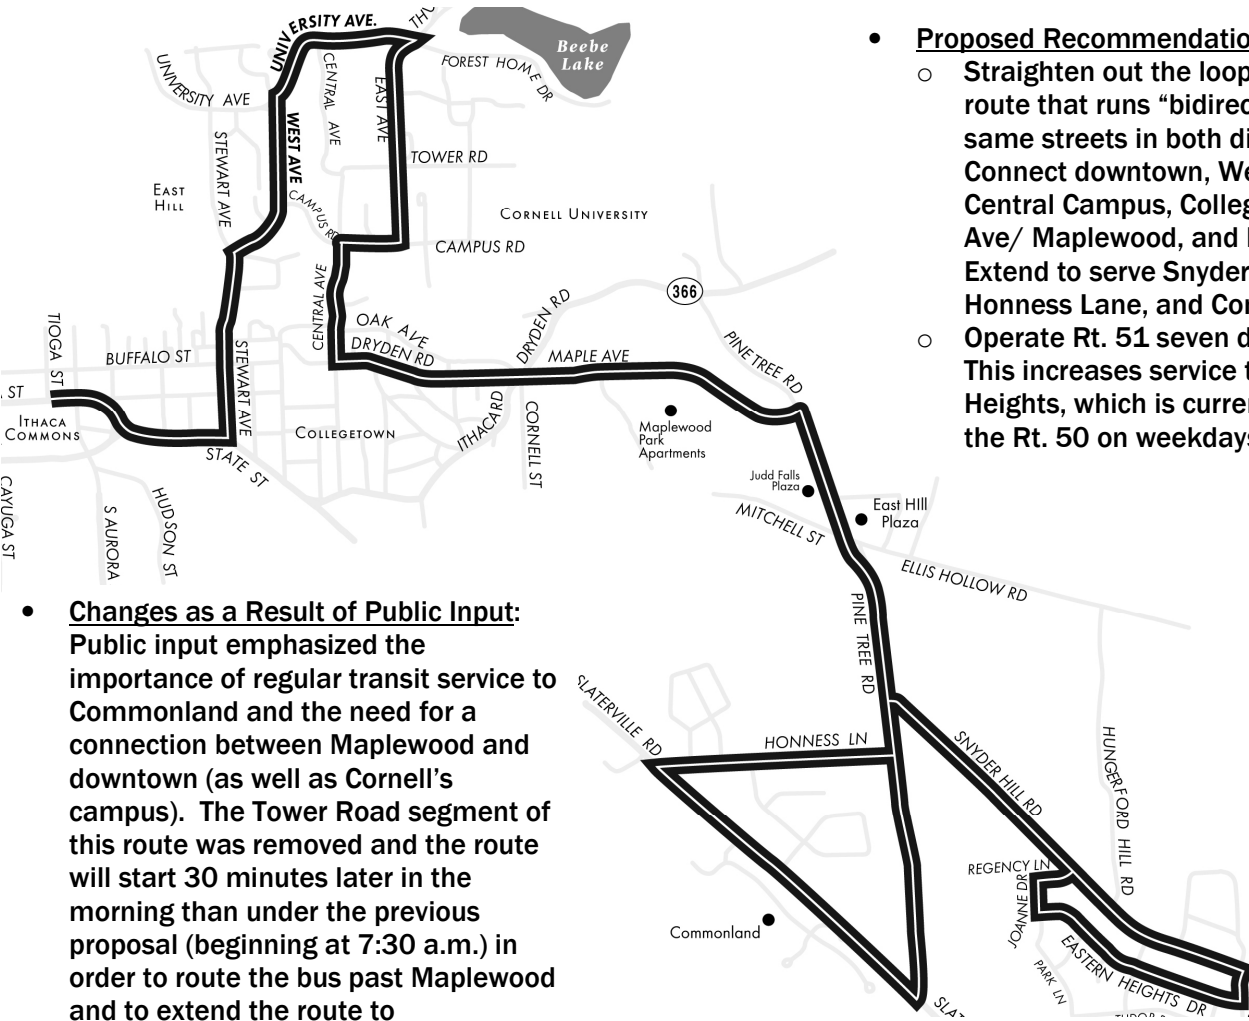 UNIVERSITY AVE.
Beebe
Lake
FOREST HOME DR
UNIVERSITY AVE
CENTRAL AVE
EAST AVE
WEST AVE
STEWART AVE
TOWER RD
EAST
HILL
CAMPUS RD
CORNELL UNIVERSITY
CAMPUS RD
366
CENTRAL AVE
OAK AVE
DRYDEN RD
DRYDEN RD
MAPLE AVE
PINETREE RD
TIOGA ST
BUFFALO ST
STEWART AVE
ST
ITHACA
COMMONS
COLLEGETOWN
ITHACARD
CORNELL ST
Maplewood
Park
Apartments
STATE ST
CAYUGA ST
S AURORA
HUDSON ST
Judd Falls
Plaza
East HIll
Plaza
MITCHELL ST
ELLIS HOLLOW RD
PINE TREE RD
SLATERVILLE RD
HONNESS LN
SNYDER HILL RD
HUNGERFORD HILL RD
REGENCY LN
JOANNE DR
Commonland
EASTERN HEIGHTS DR
PARK LN
• Proposed Recommendatio
o Straighten out the loop
route that runs “bidirec
same streets in both di
Connect downtown, We
Central Campus, Colleg
Ave/ Maplewood, and
Extend to serve Snyder
Honness Lane, and Co
o Operate Rt. 51 seven d
This increases service t
Heights, which is curre
the Rt. 50 on weekdays
• Changes as a Result of Public Input:
Public input emphasized the
importance of regular transit service to
Commonland and the need for a
connection between Maplewood and
downtown (as well as Cornell’s
campus).  The Tower Road segment of
this route was removed and the route
will start 30 minutes later in the
morning than under the previous
proposal (beginning at 7:30 a.m.) in
order to route the bus past Maplewood
and to extend the route to